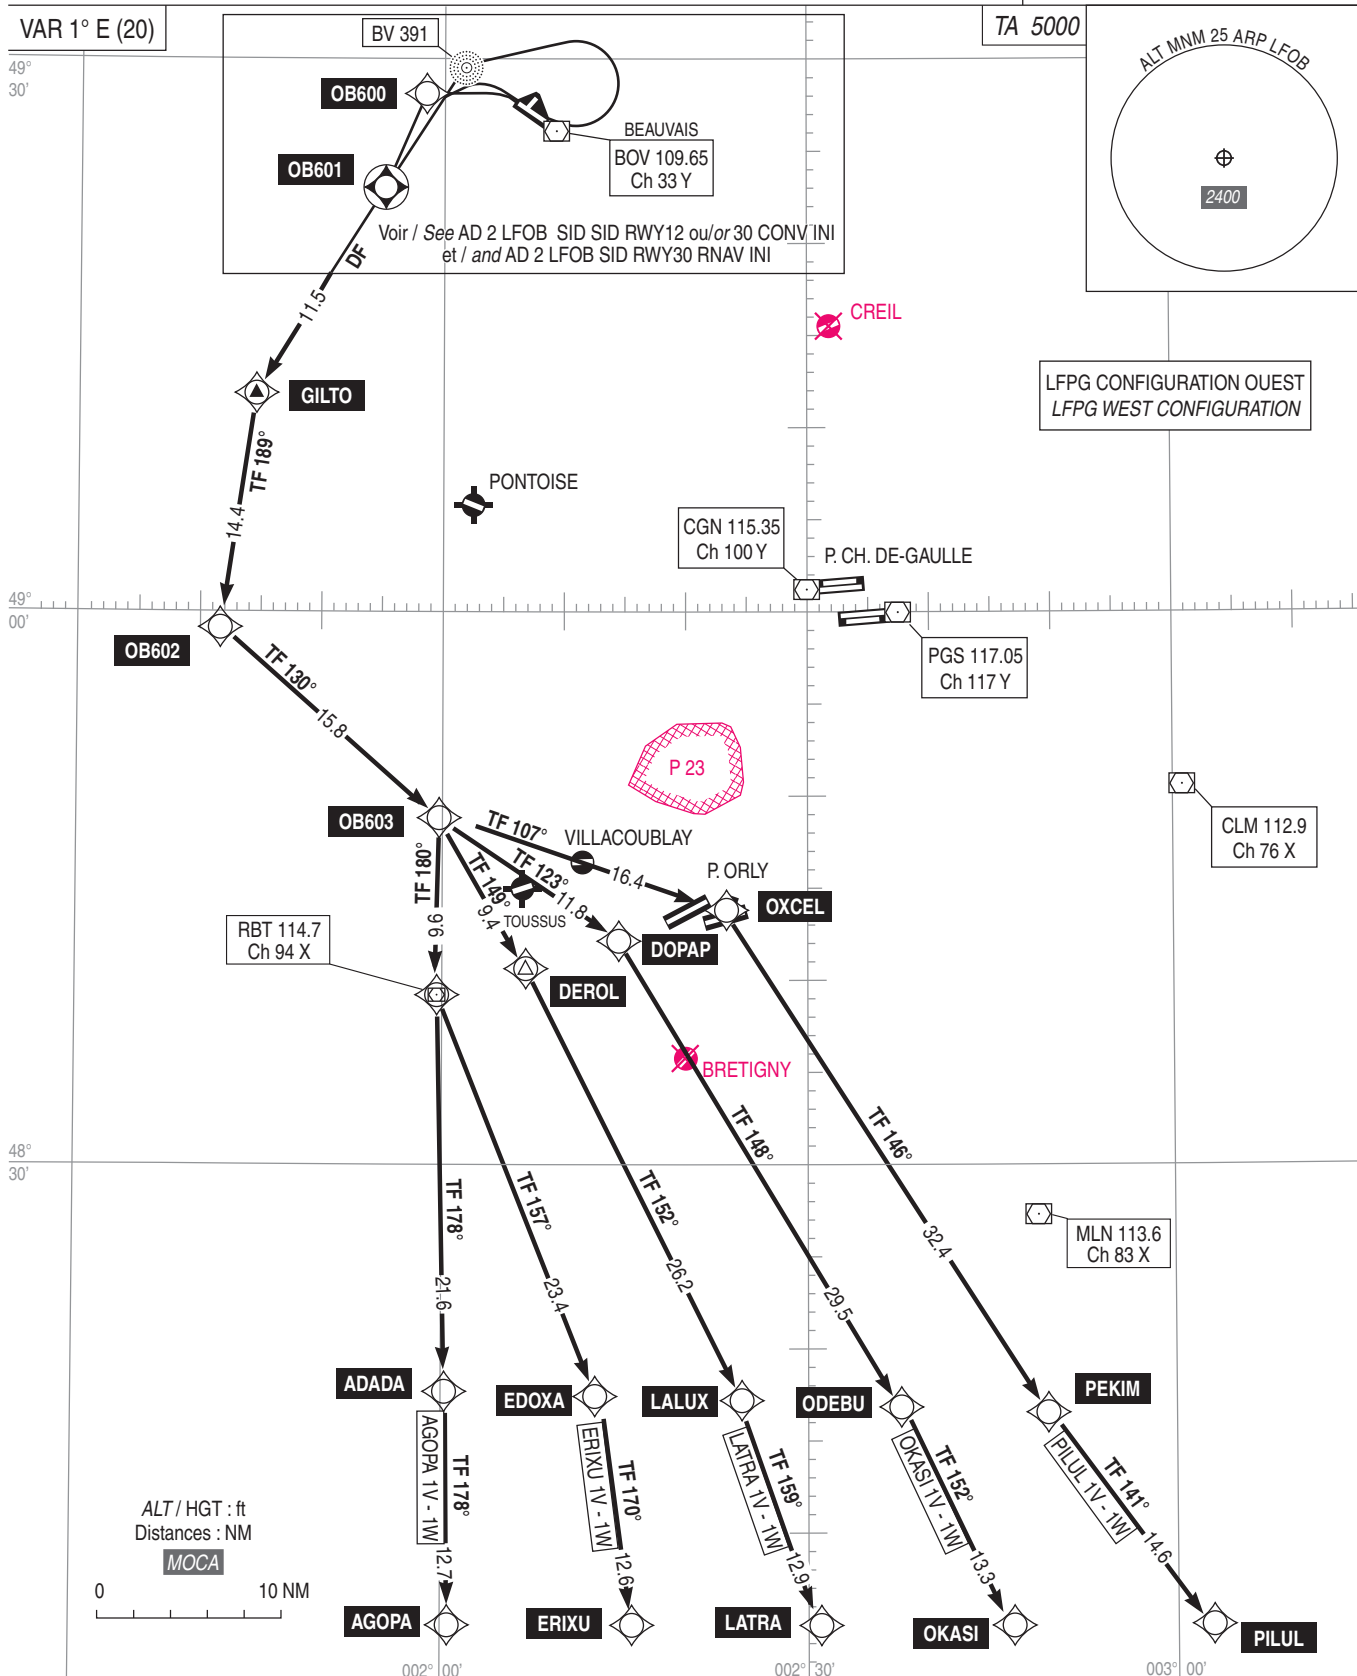 VAR 1° E (20)
BV 391
TA 5000
ALT MNM 25 ARP LFOB
2400
49°
30'
OB600
BEAUVAIS
BOV 109.65
Ch 33 Y
OB601
Voir / See AD 2 LFOB SID SID RWY12 ou/or 30 CONV INI
et / and AD 2 LFOB SID RWY30 RNAV INI
DF
11.5
CREIL
LFPG CONFIGURATION OUEST
LFPG WEST CONFIGURATION
GILTO
TF 189°
14.4
PONTOISE
CGN 115.35
Ch 100 Y
P. CH. DE-GAULLE
49°
00'
OB602
PGS 117.05
Ch 117 Y
TF 130°
15.8
P 23
OB603
TF 107°
VILLACOUBLAY
16.4
CLM 112.9
Ch 76 X
TF 180°
9.6
TF 149°
9.4
TF 123°
11.8
P. ORLY
OXCEL
TOUSSUS
RBT 114.7
Ch 94 X
DOPAP
DEROL
BRETIGNY
48°
30'
TF 178°
21.6
TF 157°
23.4
TF 152°
26.2
TF 148°
29.5
TF 146°
32.4
MLN 113.6
Ch 83 X
ADADA
EDOXA
LALUX
ODEBU
PEKIM
AGOPA 1V - 1W
TF 178°
12.7
ERIXU 1V - 1W
TF 170°
12.6
LATRA 1V - 1W
TF 159°
12.9
OKASI 1V - 1W
TF 152°
13.3
PILUL 1V - 1W
TF 141°
14.6
ALT / HGT : ft
Distances : NM
MOCA
0 10 NM
AGOPA
ERIXU
LATRA
OKASI
PILUL
002° 00'
002° 30'
003° 00'